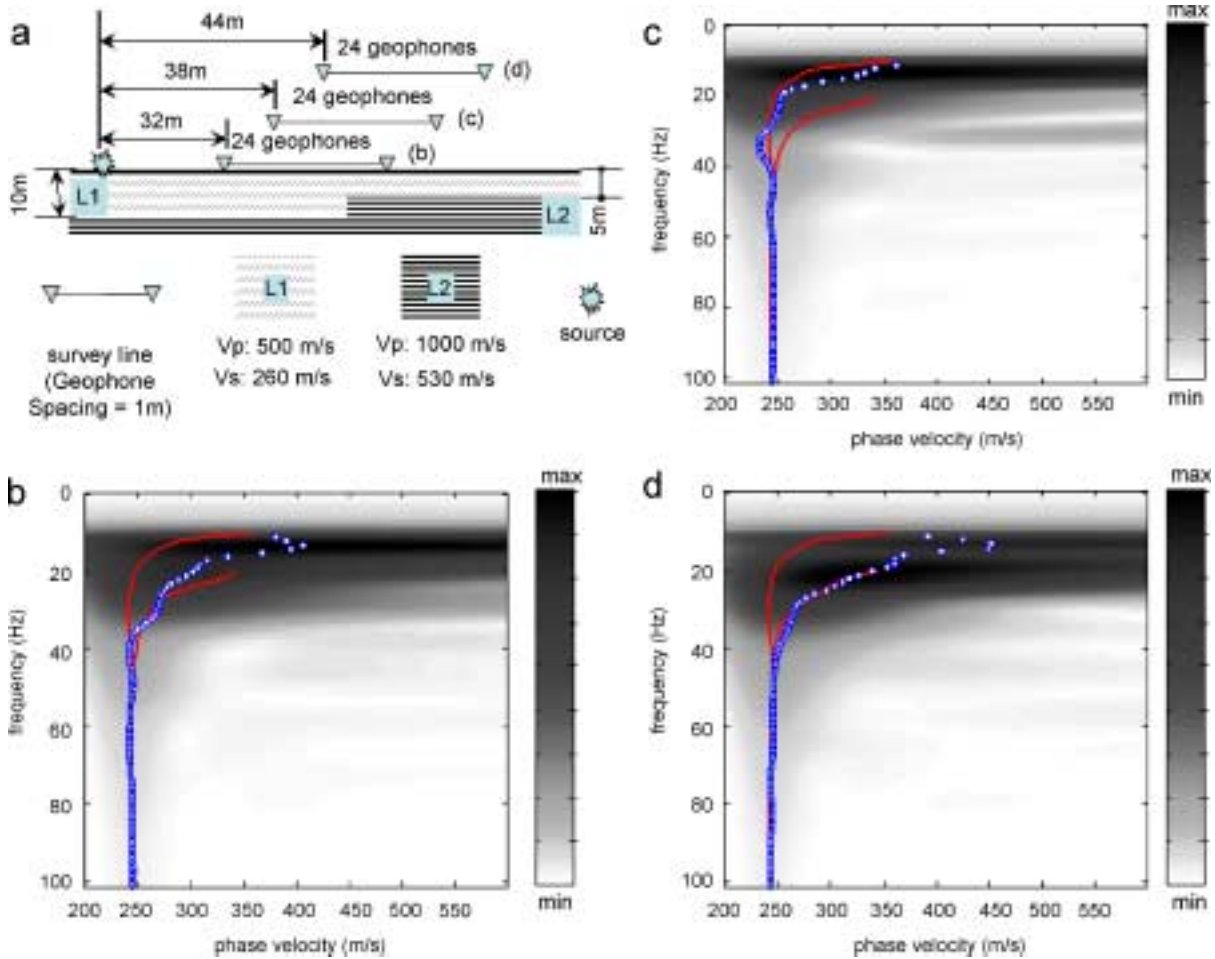 a
44m
24 geophones
(d)
38m
24 geophones
(c)
32m
24 geophones
(b)
10m
L1
L2
5m
L1
L2
source
survey line
(Geophone
Spacing = 1m)
Vp: 500 m/s
Vs: 260 m/s
Vp: 1000 m/s
Vs: 530 m/s
c
0
20
40
60
80
100
frequency (Hz)
200 250 300 350 400 450 500 550
phase velocity (m/s)
max
min
b
0
20
40
60
80
100
frequency (Hz)
200 250 300 350 400 450 500 550
phase velocity (m/s)
max
min
d
0
20
40
60
80
100
frequency (Hz)
200 250 300 350 400 450 500 550
phase velocity (m/s)
max
min